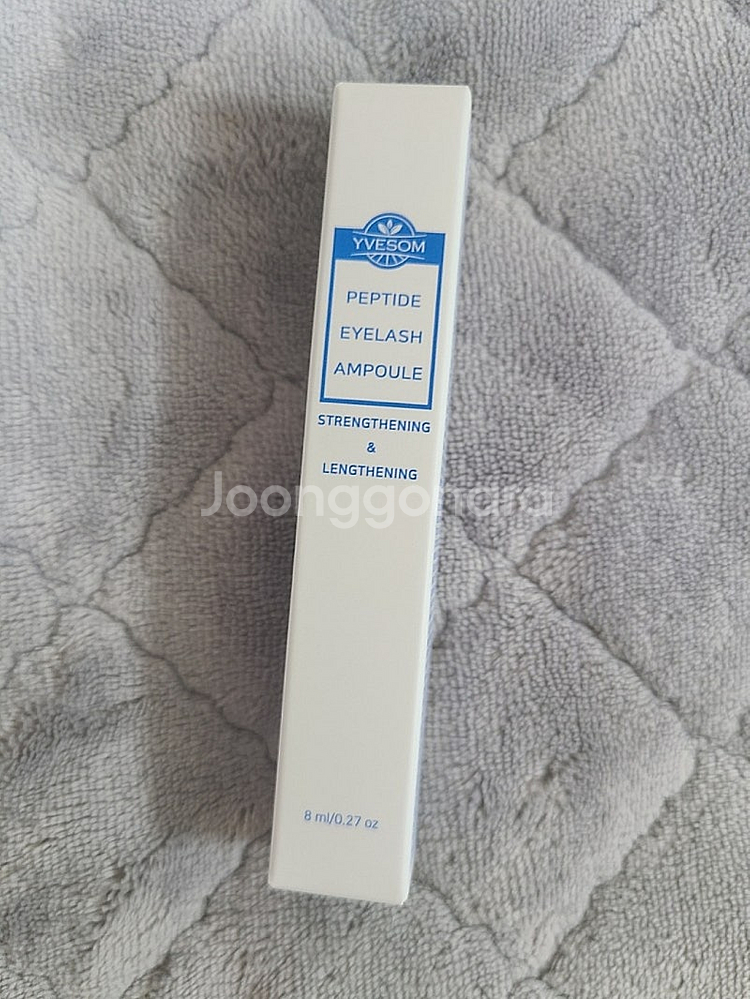 YVESOM
PEPTIDE
EYELASH
AMPOULE
STRENGTHENING
&
LENGTHENING
Joonggonara
8 ml/0.27 oz